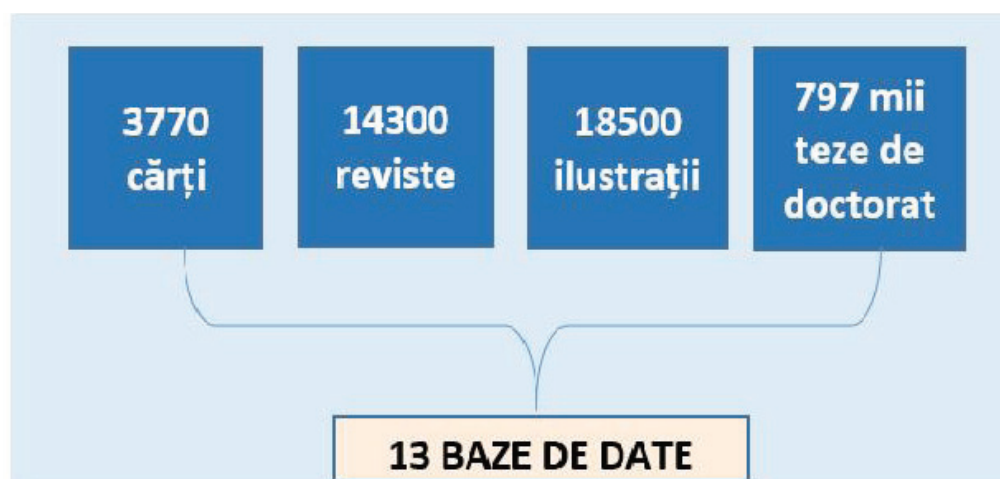 3770
cărți
14300
reviste
18500
ilustrații
797 mii
teze de
doctorat
13 BAZE DE DATE